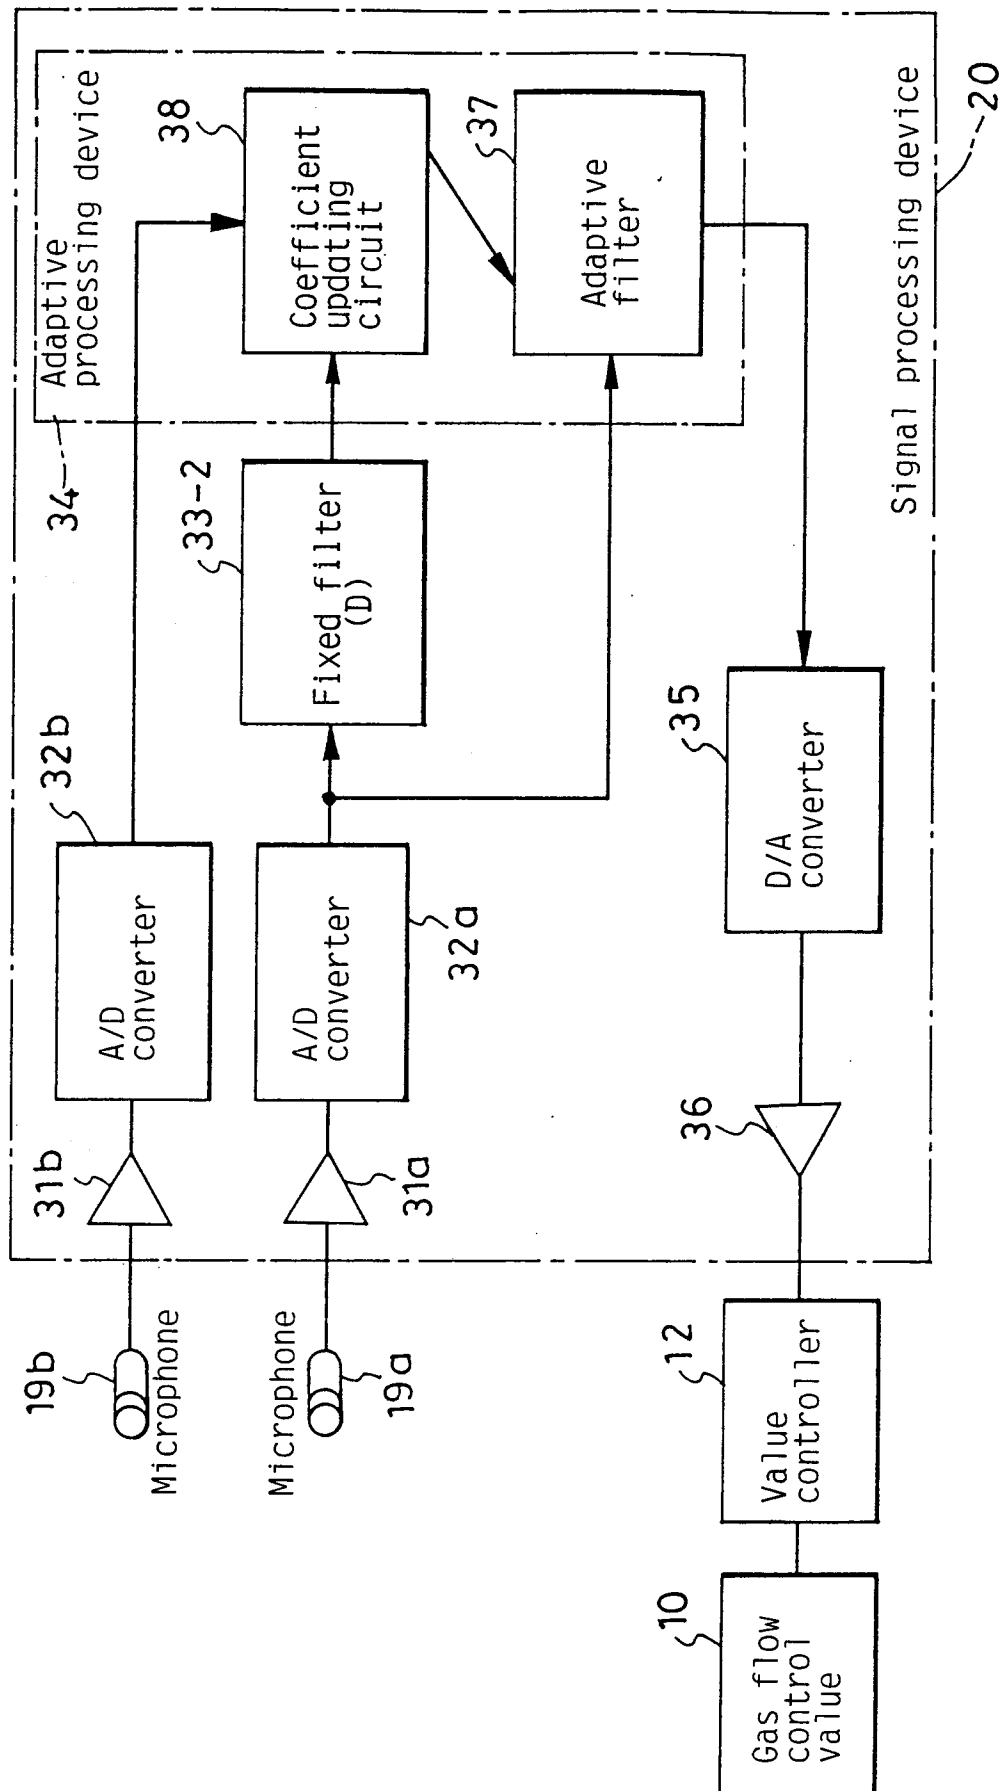 19b
Microphone
31b
A/D
converter
32b
34
Adaptive
processing device
Microphone
19a
31a
A/D
converter
32a
Fixed filter
(D)
33-2
Coefficient
updating
circuit
38
Adaptive
filter
37
10
Gas flow
control
value
12
Value
controller
36
D/A
converter
35
Signal processing device
20